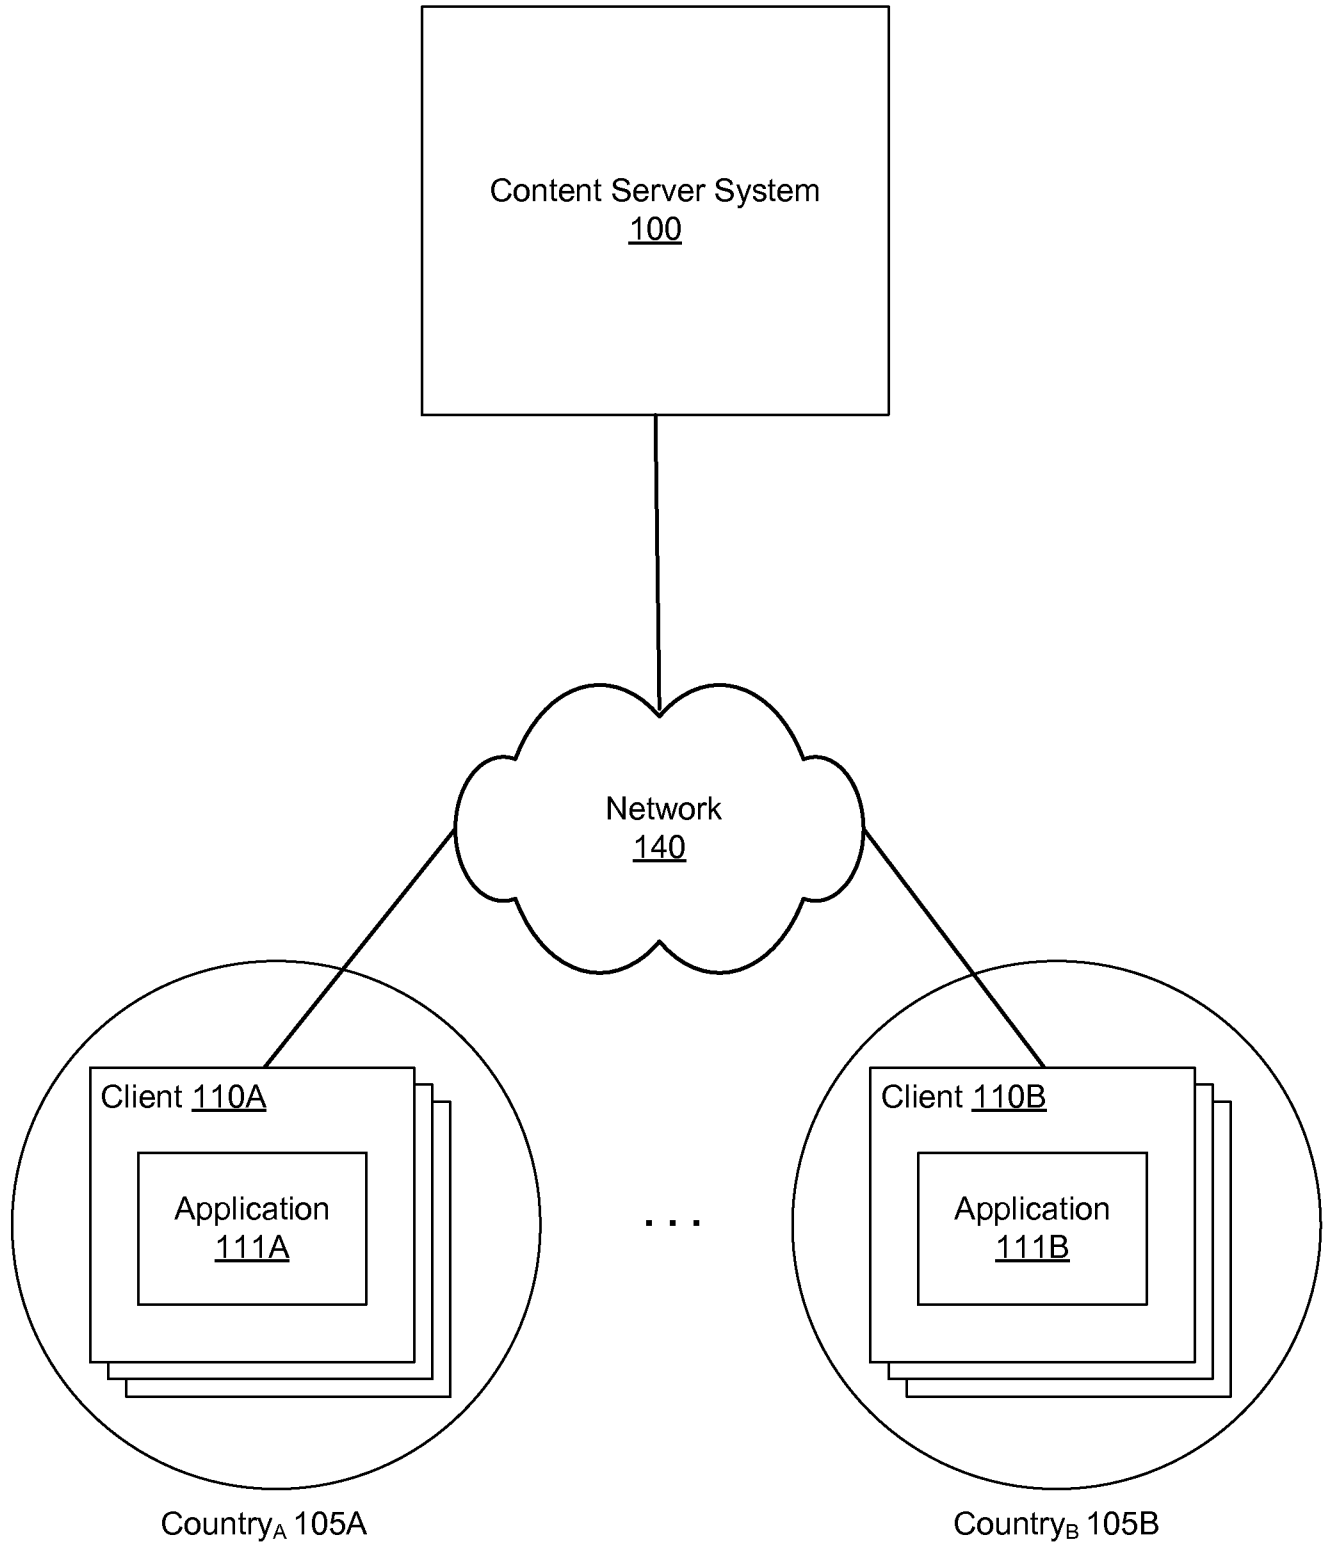 Content Server System
100
Network
140
Client 110A
Application
111A
. . .
Client 110B
Application
111B
CountryA 105A
CountryB 105B